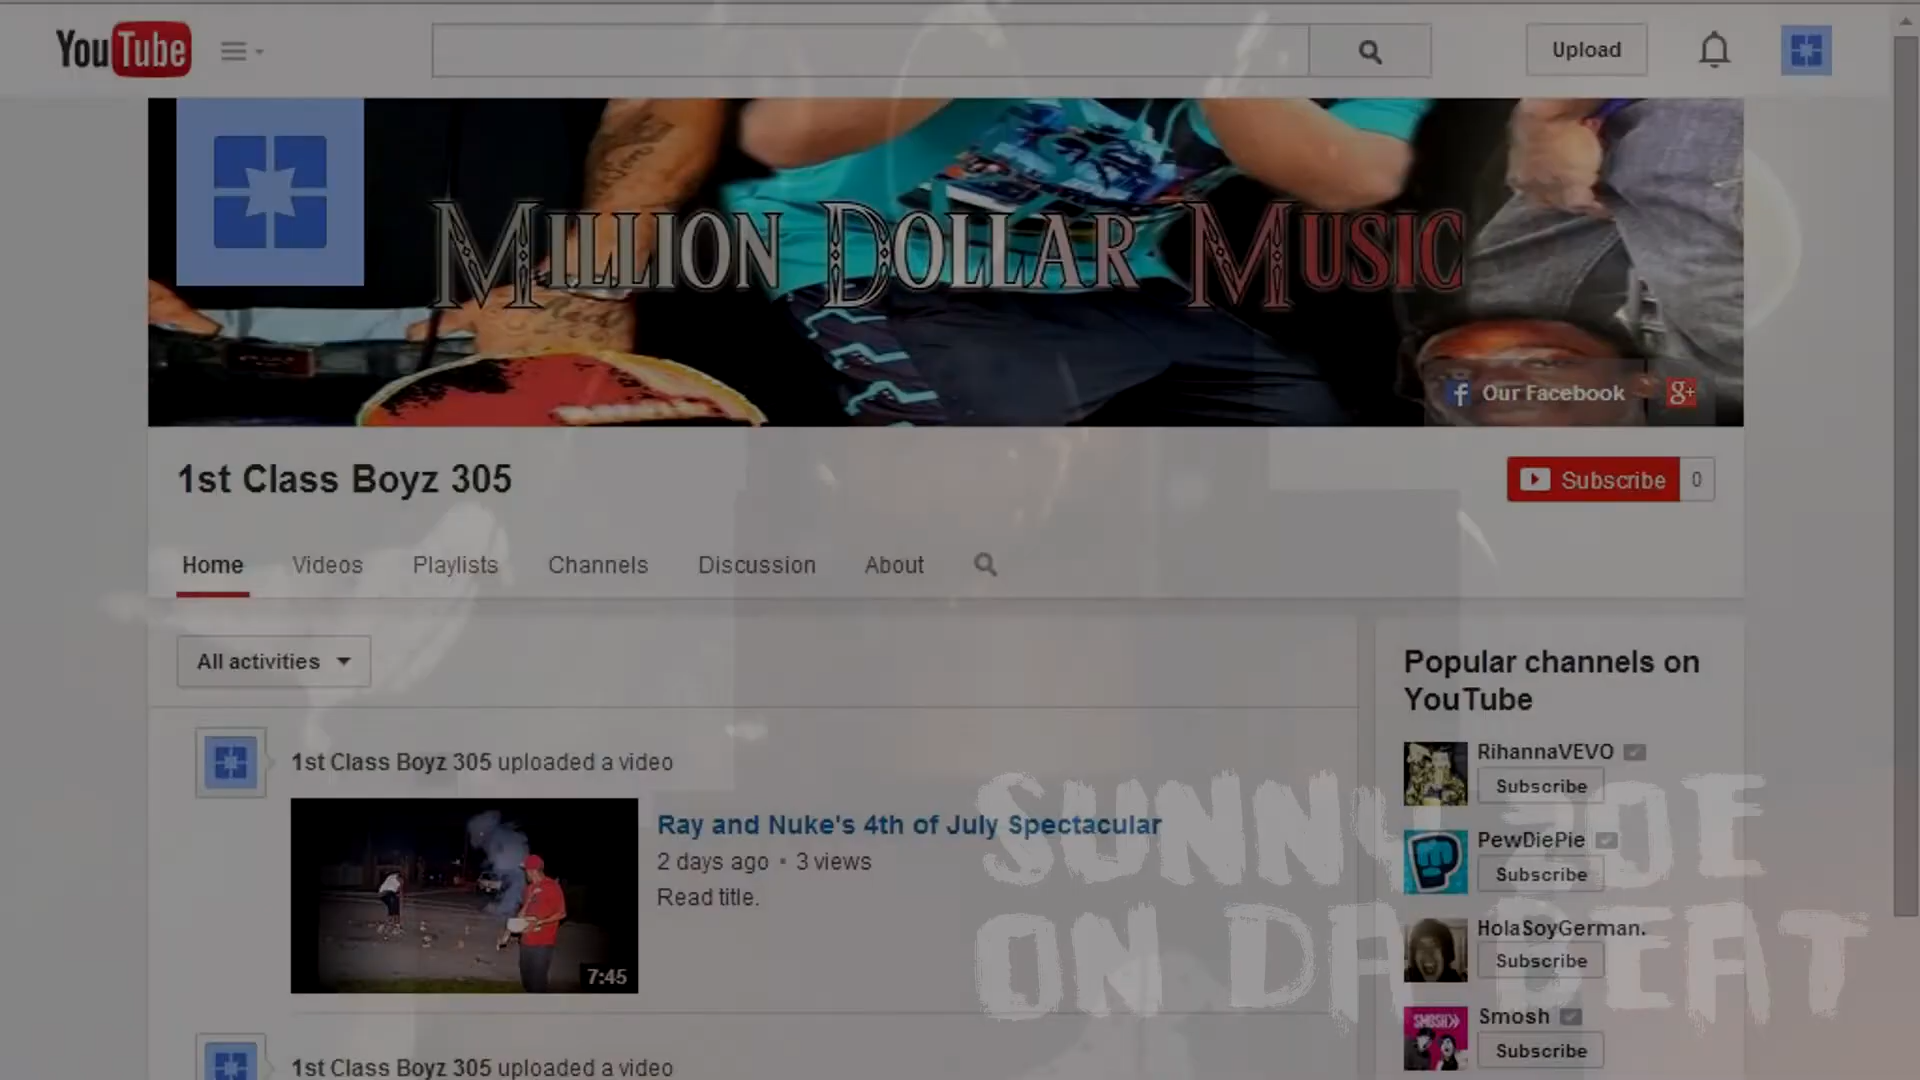 YouTube
Upload
MILLION DOLLAR MUSIC
Our Facebook
g+
1st Class Boyz 305
Subscribe 0
Home Videos Playlists Channels Discussion About
All activities
1st Class Boyz 305 uploaded a video
Ray and Nuke's 4th of July Spectacular
2 days ago • 3 views
Read title.
7:45
1st Class Boyz 305 uploaded a video
Popular channels on
YouTube
RihannaVEVO
Subscribe
PewDiePie
Subscribe
HolaSoyGerman.
Subscribe
SMOSH
Smosh
Subscribe
SUNNY ZOE
ON DA BEAT